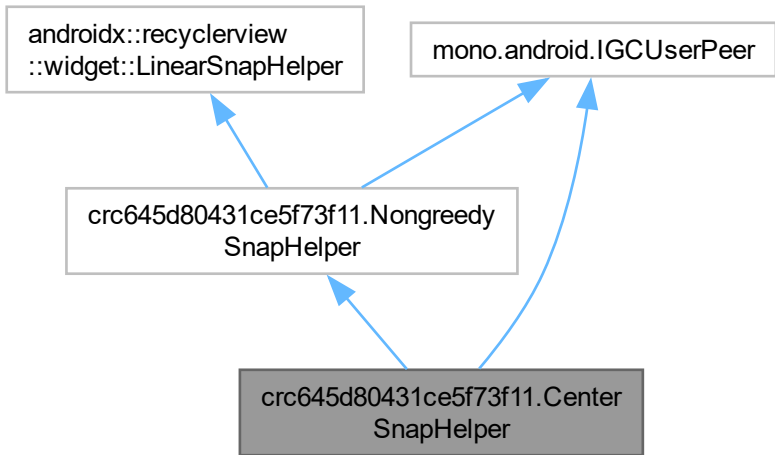 androidx::recyclerview
::widget::LinearSnapHelper
mono.android.IGCUserPeer
crc645d80431ce5f73f11.Nongreedy
SnapHelper
crc645d80431ce5f73f11.Center
SnapHelper